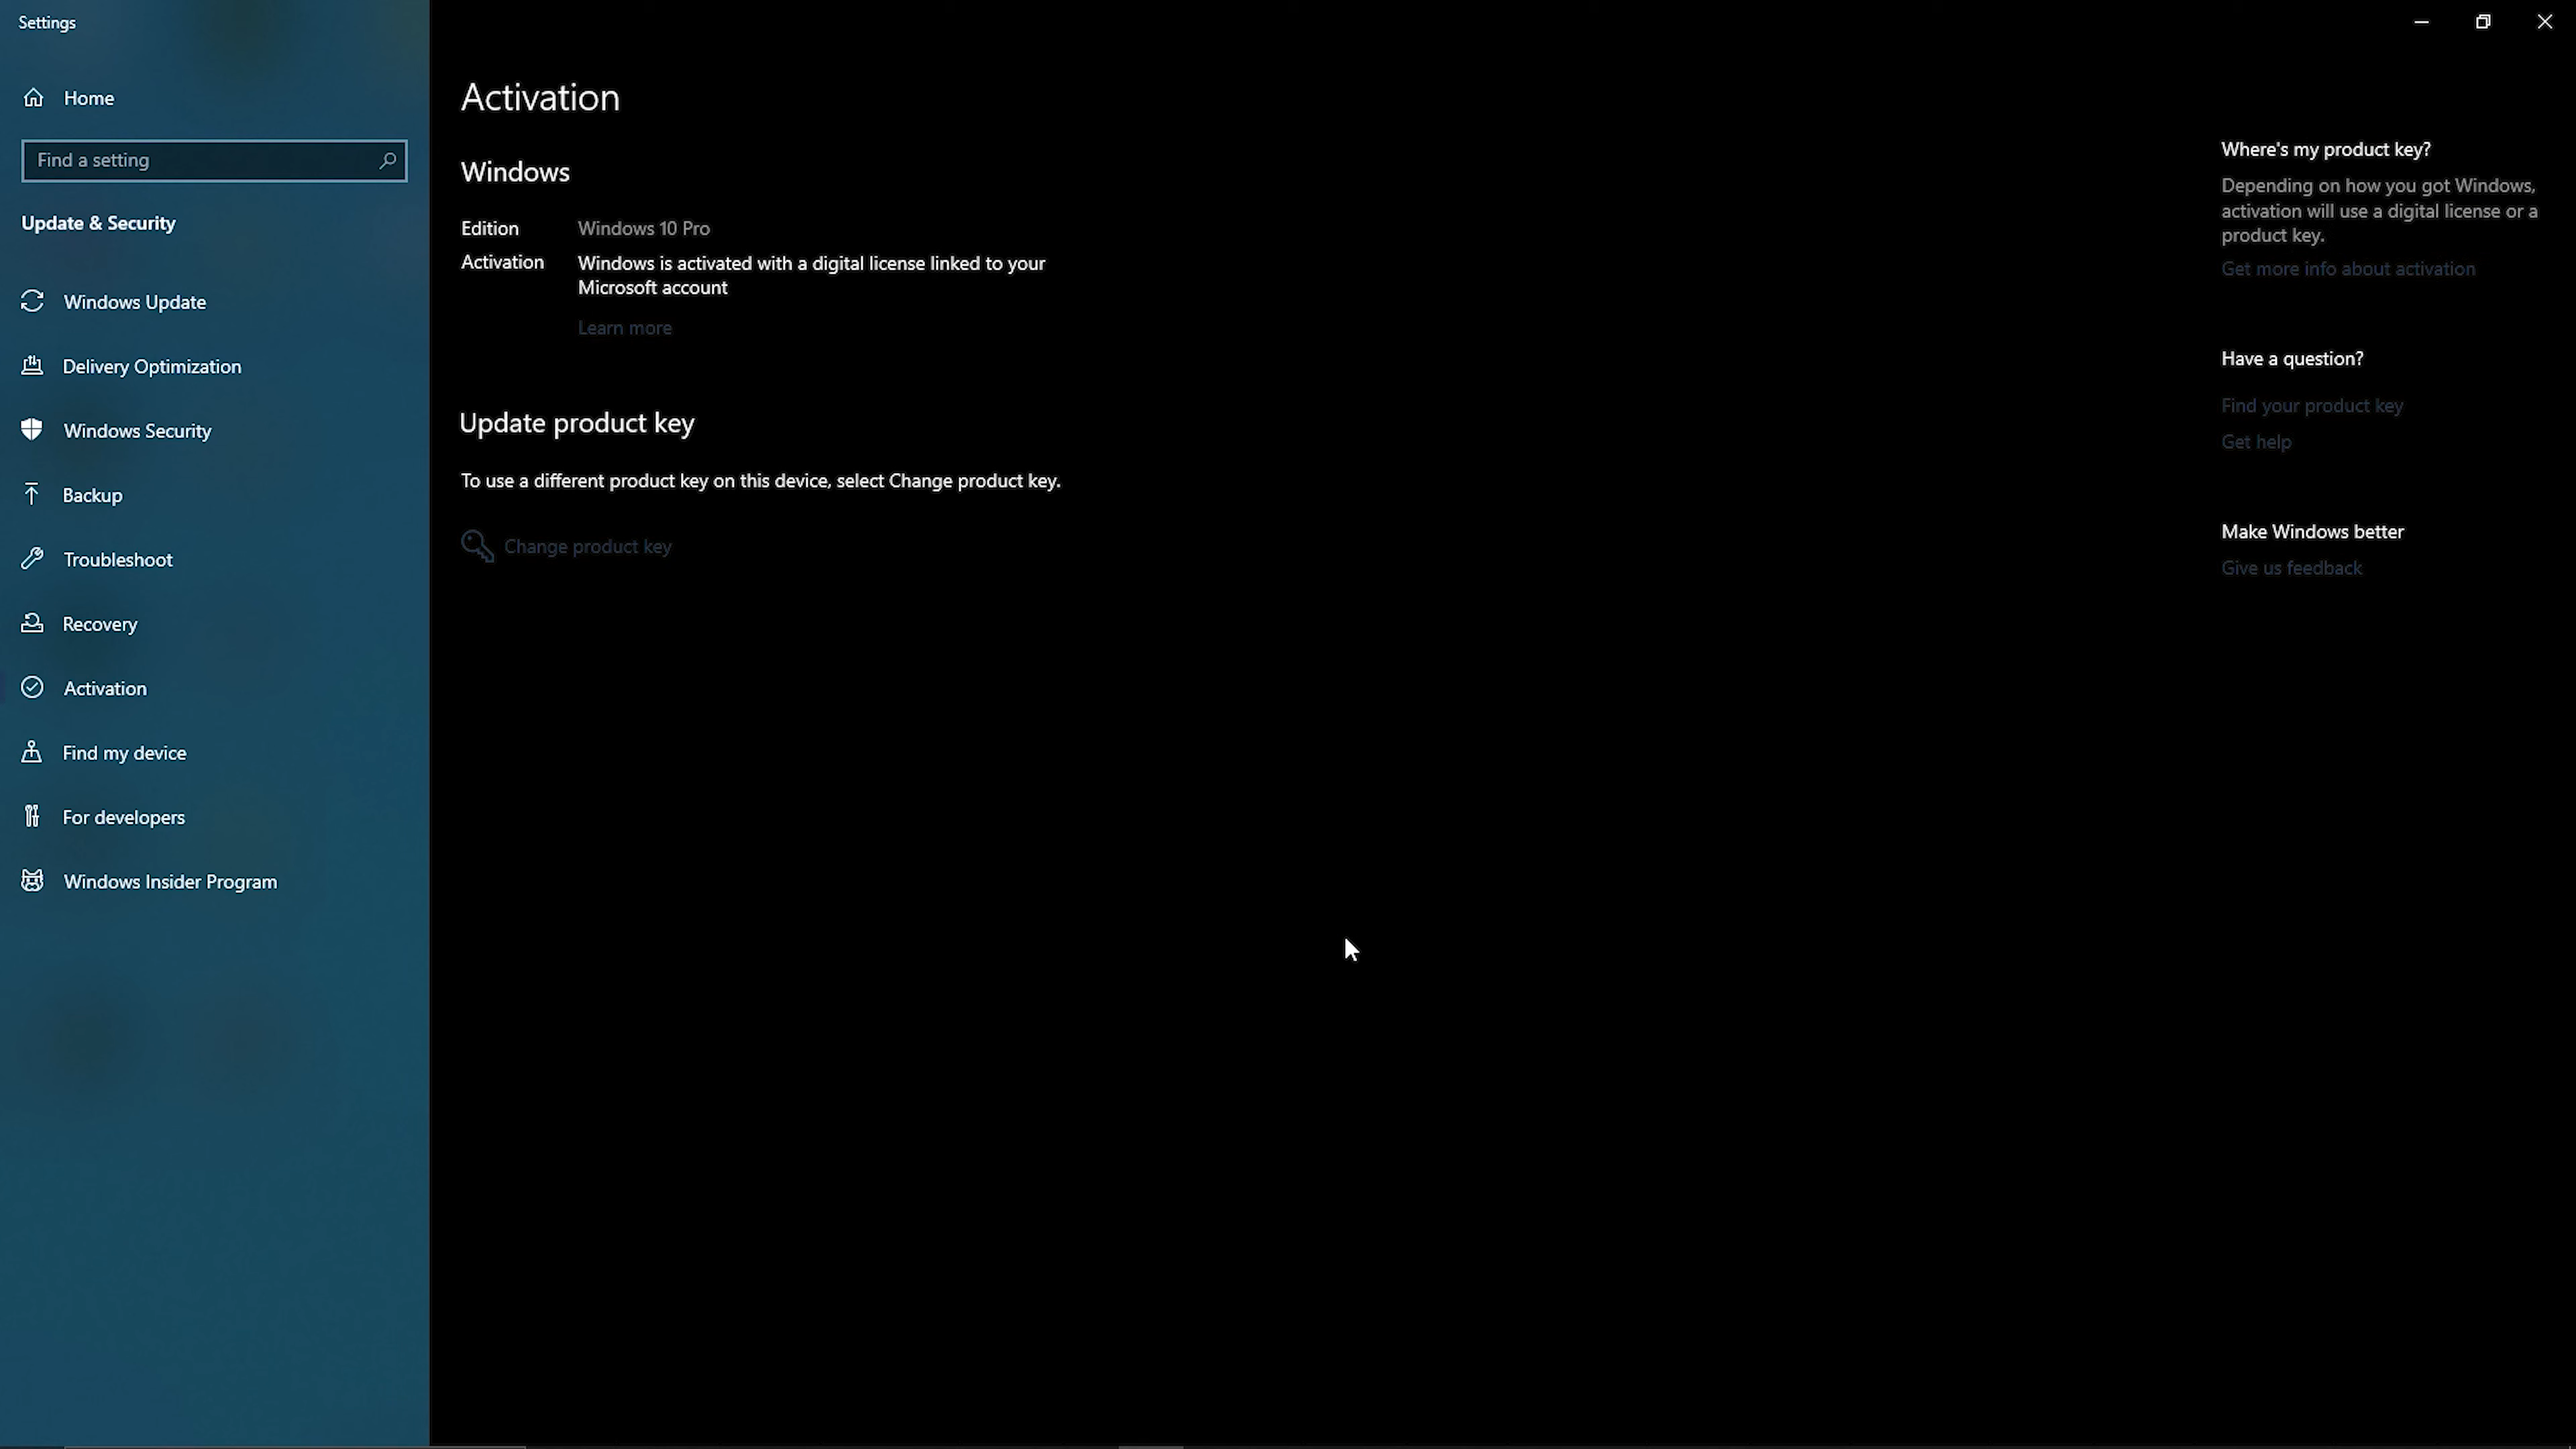 Settings
Home
Find a setting
Update & Security
Windows Update
Delivery Optimization
Windows Security
Backup
Troubleshoot
Recovery
Activation
Find my device
For developers
Windows Insider Program
Activation
Windows
Edition Windows 10 Pro
Activation Windows is activated with a digital license linked to your
Microsoft account
Learn more
Update product key
To use a different product key on this device, select Change product key.
Change product key
Where's my product key?
Depending on how you got Windows,
activation will use a digital license or a
product key.
Get more info about activation
Have a question?
Find your product key
Get help
Make Windows better
Give us feedback